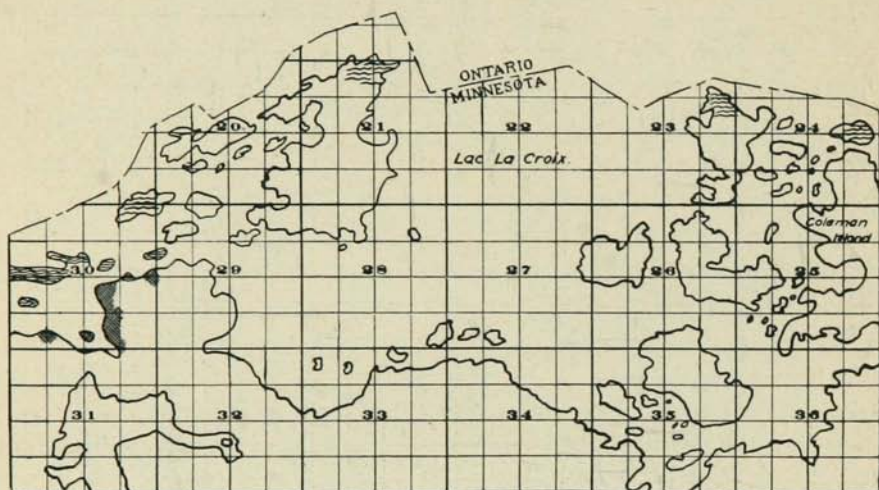 ONTARIO
MINNESOTA
20 21 22 23 24
Lac La Croix.
Coleman
Island
30 29 28 27 26 25
31 32 33 34 35 36